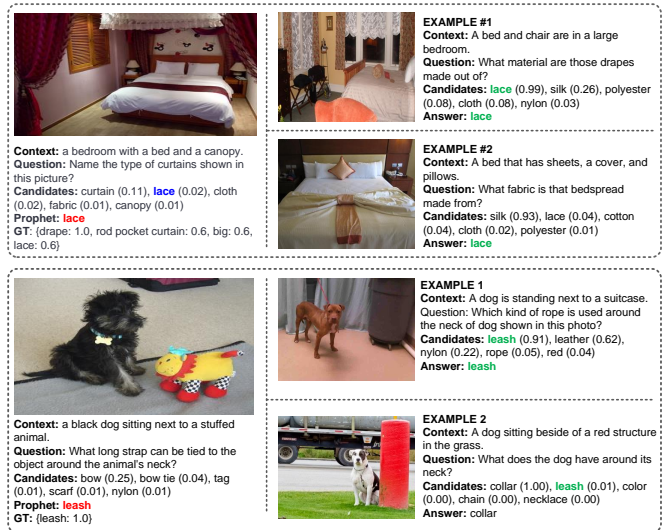 Context: a bedroom with a bed and a canopy.
Question: Name the type of curtains shown in
this picture?
Candidates: curtain (0.11), lace (0.02), cloth
(0.02), fabric (0.01), canopy (0.01)
Prophet: lace
GT: {drape: 1.0, rod pocket curtain: 0.6, big: 0.6,
lace: 0.6}
EXAMPLE #1
Context: A bed and chair are in a large
bedroom.
Question: What material are those drapes
made out of?
Candidates: lace (0.99), silk (0.26), polyester
(0.08), cloth (0.08), nylon (0.03)
Answer: lace
EXAMPLE #2
Context: A bed that has sheets, a cover, and
pillows.
Question: What fabric is that bedspread
made from?
Candidates: silk (0.93), lace (0.04), cotton
(0.04), cloth (0.02), polyester (0.01)
Answer: lace
Context: a black dog sitting next to a stuffed
animal.
Question: What long strap can be tied to the
object around the animal's neck?
Candidates: bow (0.25), bow tie (0.04), tag
(0.01), scarf (0.01), nylon (0.01)
Prophet: leash
GT: {leash: 1.0}
EXAMPLE 1
Context: A dog is standing next to a suitcase.
Question: Which kind of rope is used around
the neck of dog shown in this photo?
Candidates: leash (0.91), leather (0.62),
nylon (0.22), rope (0.05), red (0.04)
Answer: leash
EXAMPLE 2
Context: A dog sitting beside of a red structure
in the grass.
Question: What does the dog have around its
neck?
Candidates: collar (1.00), leash (0.01), color
(0.00), chain (0.00), necklace (0.00)
Answer: collar